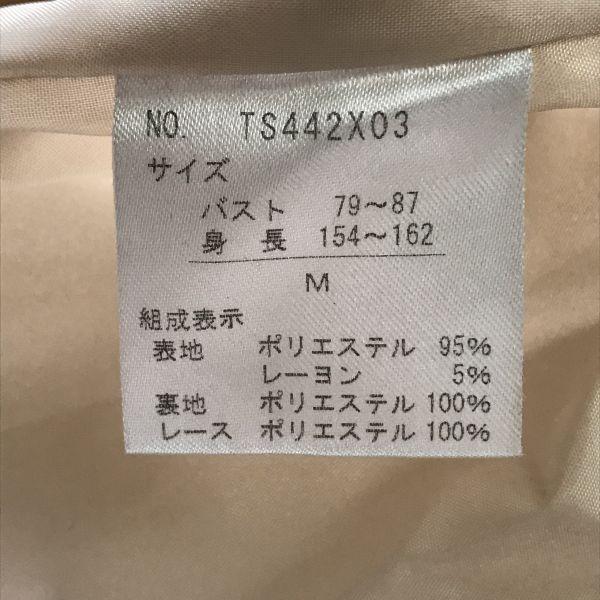 NO. TS442X03
サイズ
バスト 79～87
身長 154～162
M
組成表示
表地 ポリエステル 95%
レーヨン 5%
裏地 ポリエステル 100%
レース ポリエステル 100%